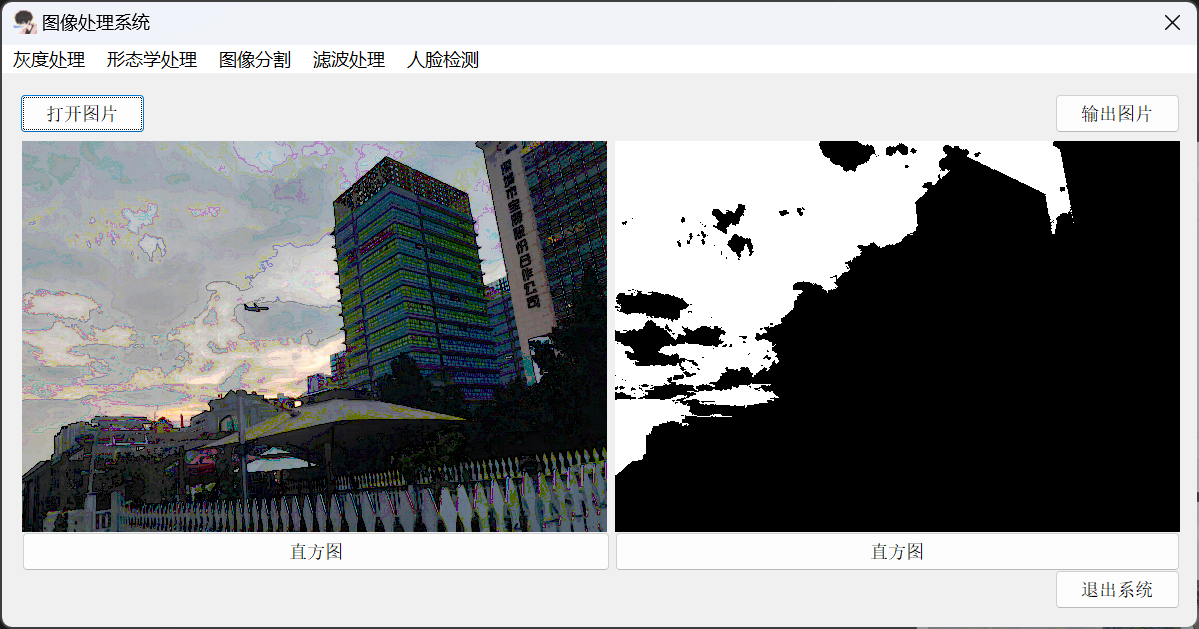 图像处理系统
灰度处理 形态学处理 图像分割 滤波处理 人脸检测
打开图片
输出图片
直方图
直方图
退出系统